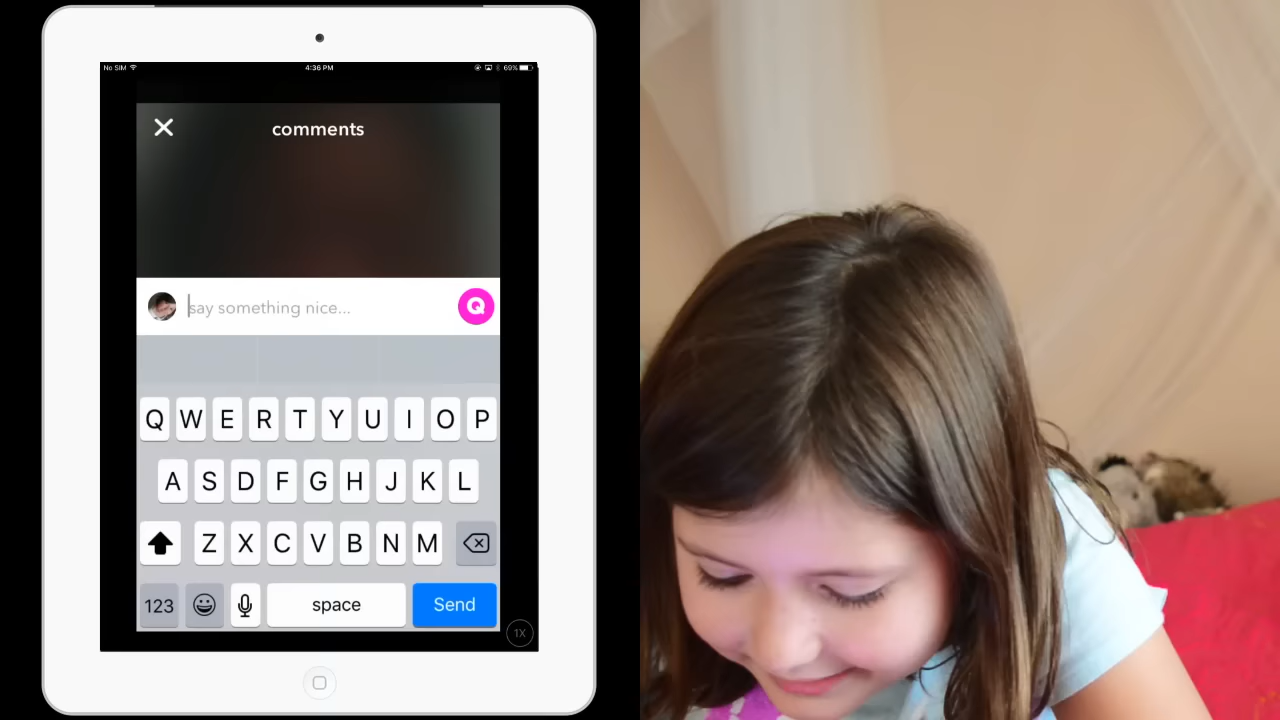 No SIM 4:36 PM 69%
comments
say something nice...
Q
Q W E R T Y U I O P
A S D F G H J K L
Z X C V B N M
123 space Send
1X